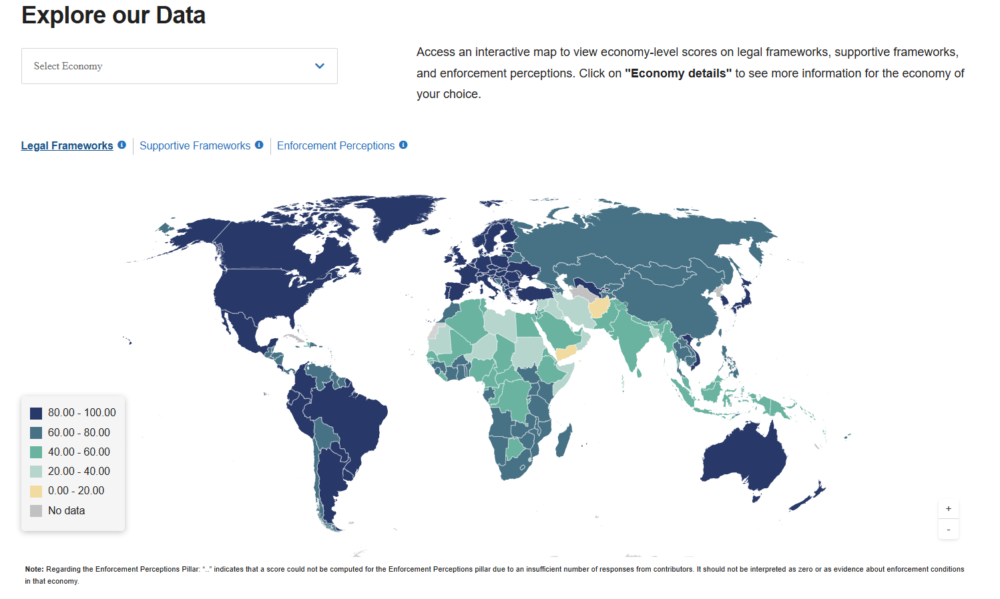 Explore our Data
Select Economy
Access an interactive map to view economy-level scores on legal frameworks, supportive frameworks,
and enforcement perceptions. Click on "Economy details" to see more information for the economy of
your choice.
Legal Frameworks i Supportive Frameworks i Enforcement Perceptions i
80.00 - 100.00
60.00 - 80.00
40.00 - 60.00
20.00 - 40.00
0.00 - 20.00
No data
+
-
Note: Regarding the Enforcement Perceptions Pillar: “..” indicates that a score could not be computed for the Enforcement Perceptions pillar due to an insufficient number of responses from contributors. It should not be interpreted as zero or as evidence about enforcement conditions
in that economy.